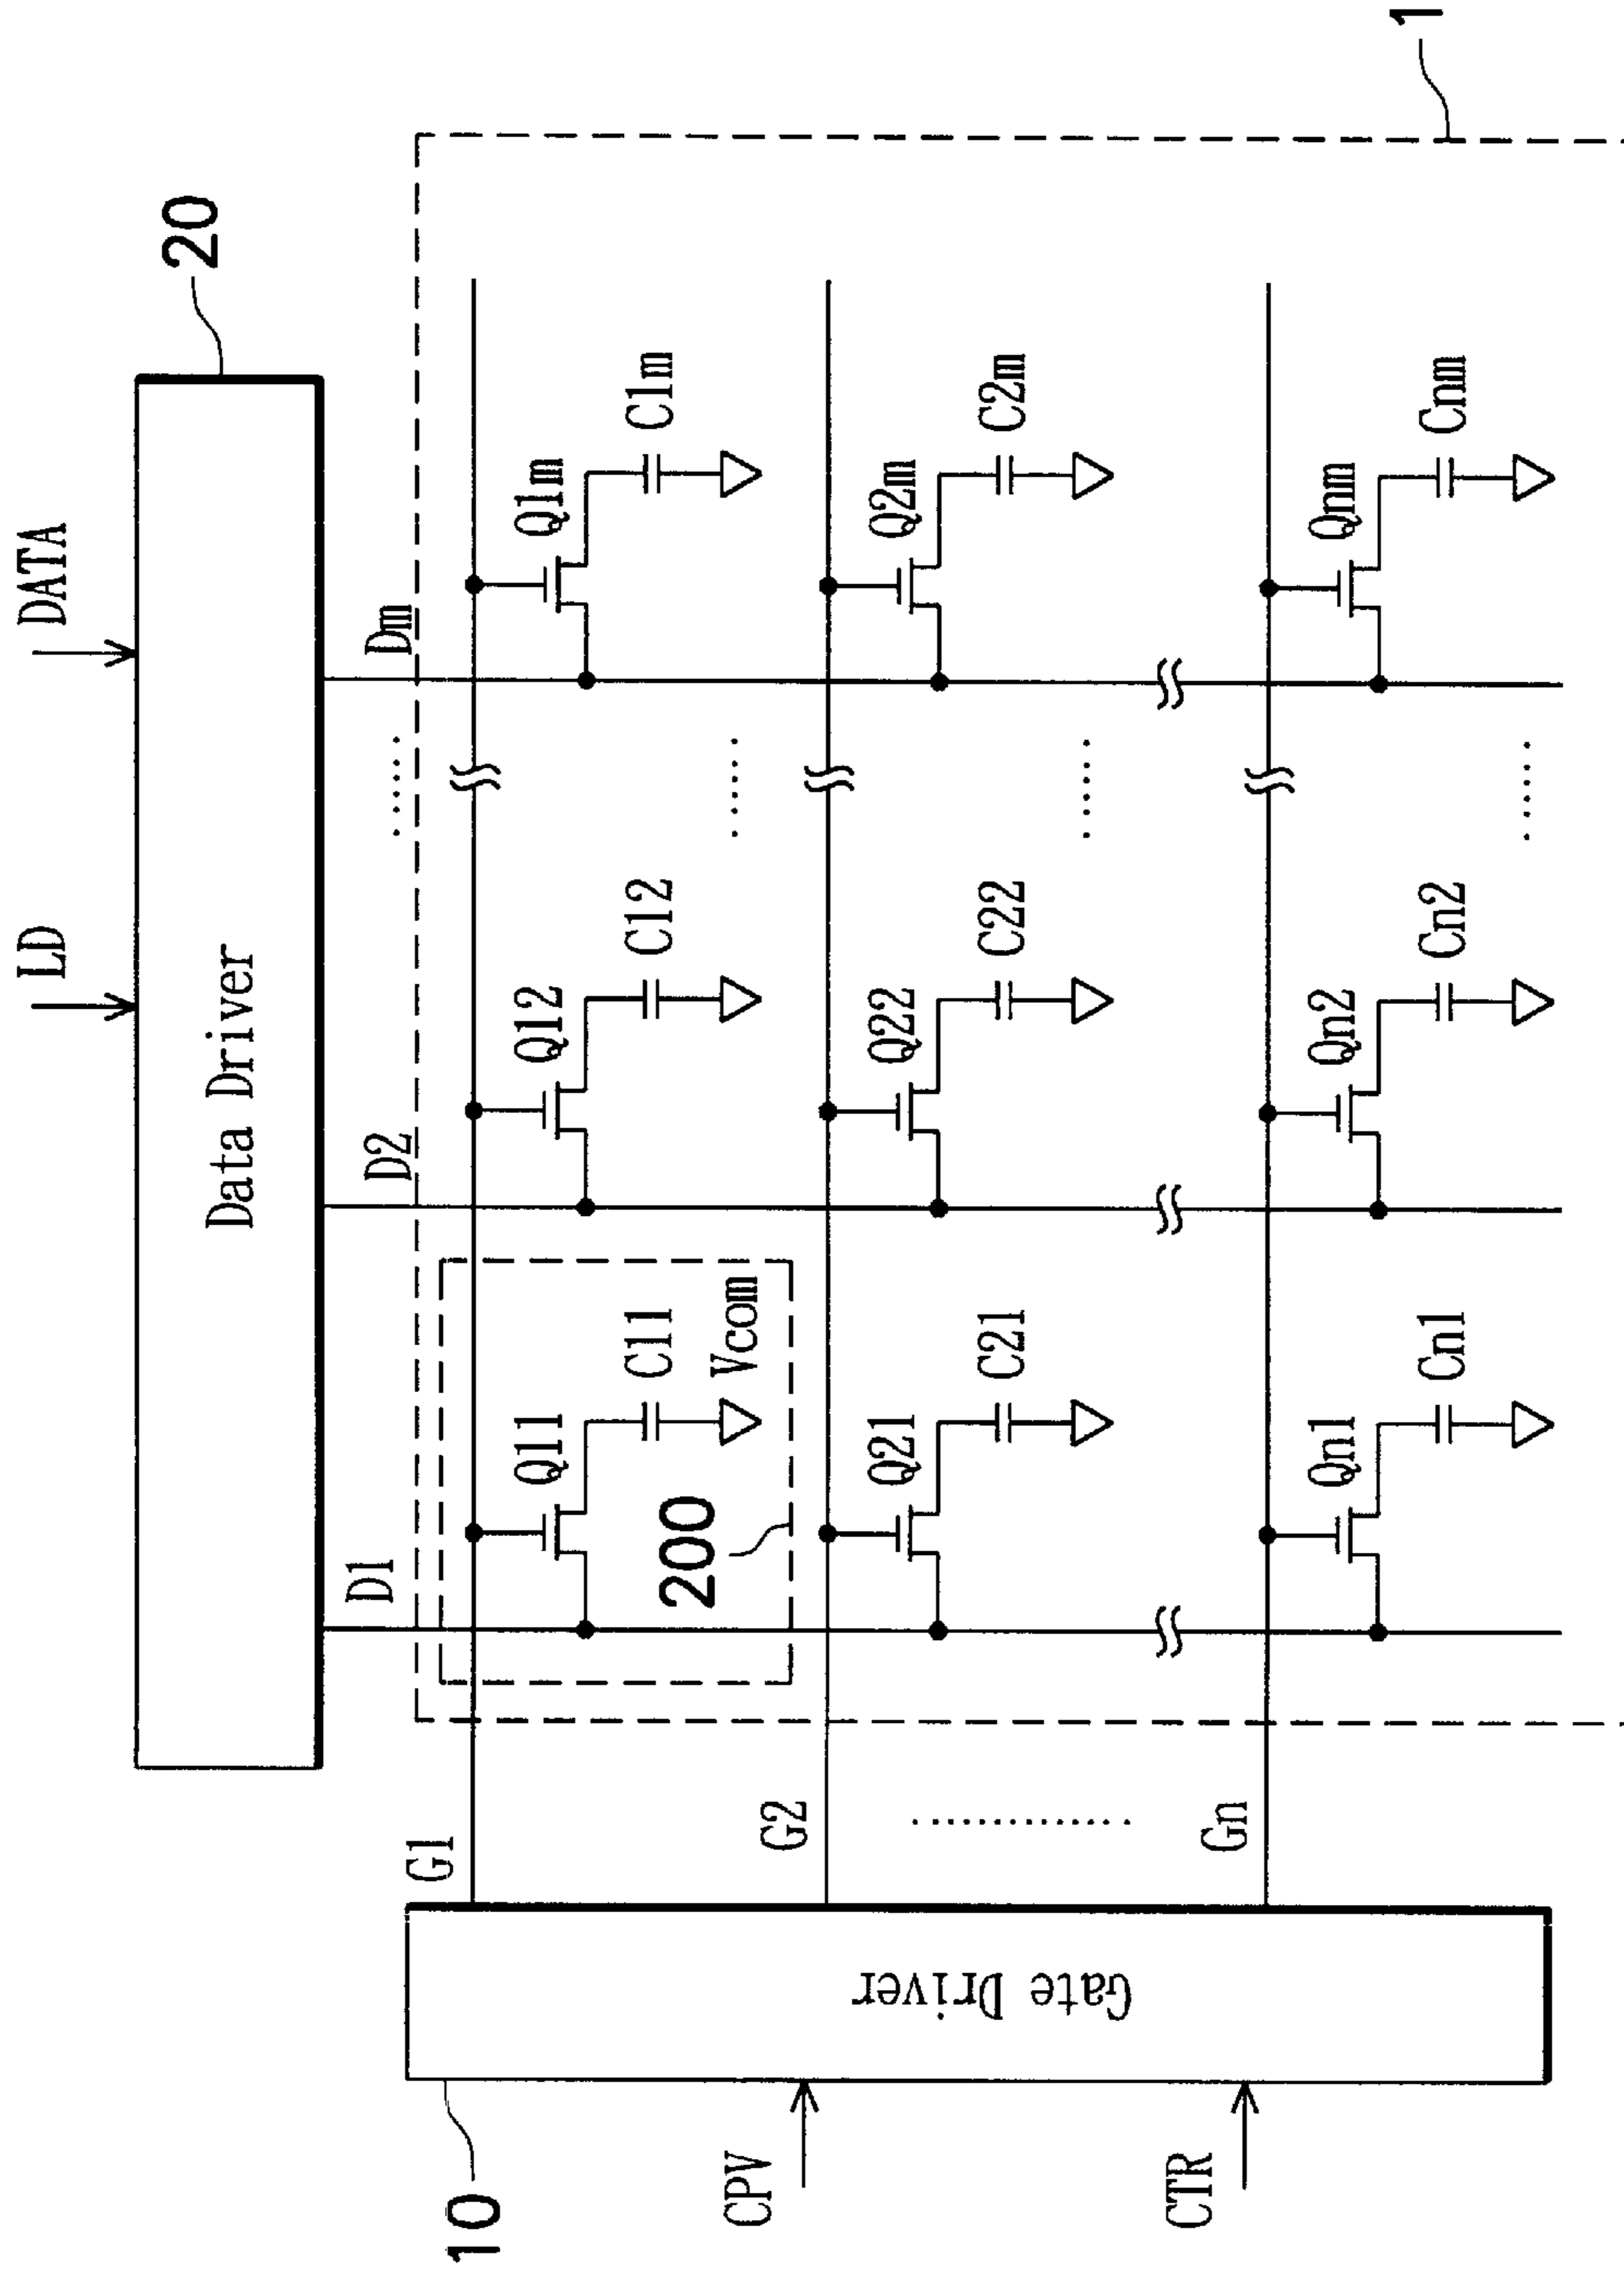 LD
DATA
20
Data Driver
1
D1
D2
.....
Dm
G1
Q11
Q12
Q1m
C11
C12
C1m
Vcom
200
.....
G2
Q21
Q22
Q2m
C21
C22
C2m
.....
Gn
Qn1
Qn2
Qnm
Cn1
Cn2
Cnm
.....
10
Gate Driver
CPV
CTR